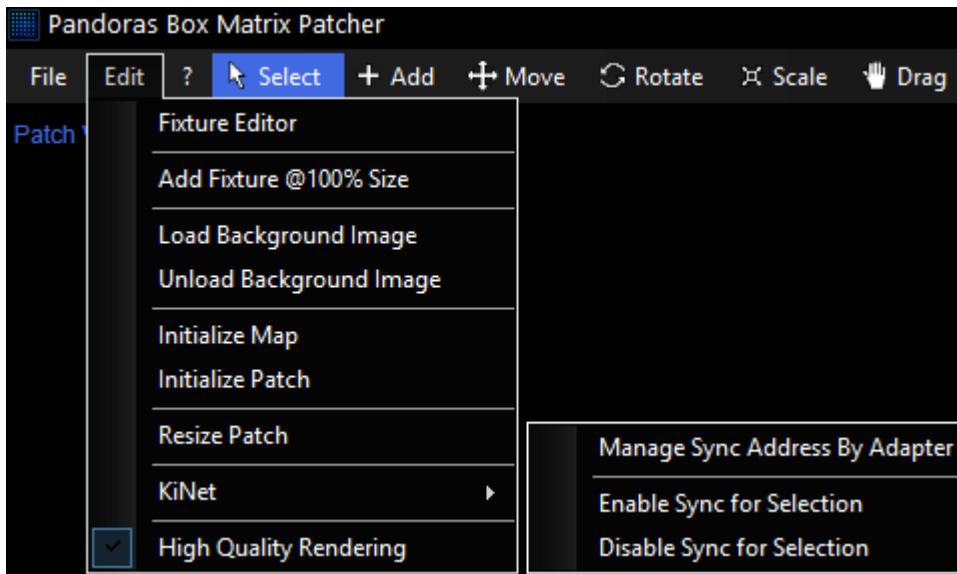 Pandoras Box Matrix Patcher
File Edit ? Select + Add Move Rotate Scale Drag
Patch
Fixture Editor
Add Fixture @100% Size
Load Background Image
Unload Background Image
Initialize Map
Initialize Patch
Resize Patch
KiNet
High Quality Rendering
Manage Sync Address By Adapter
Enable Sync for Selection
Disable Sync for Selection